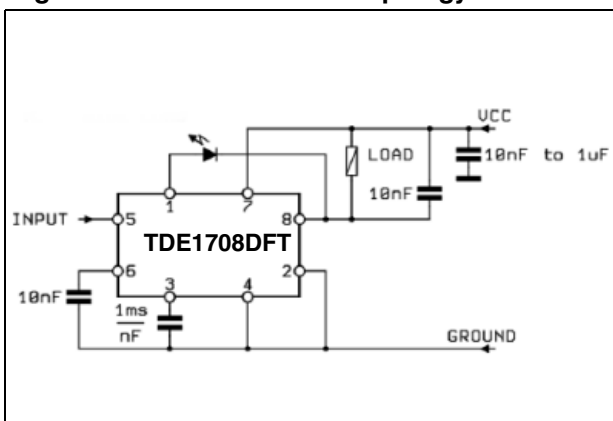 VCC
LOAD
10nF to 1uF
10nF
1
7
INPUT
5
8
TDE1708DFT
6
2
10nF
3
4
1ms
nF
GROUND